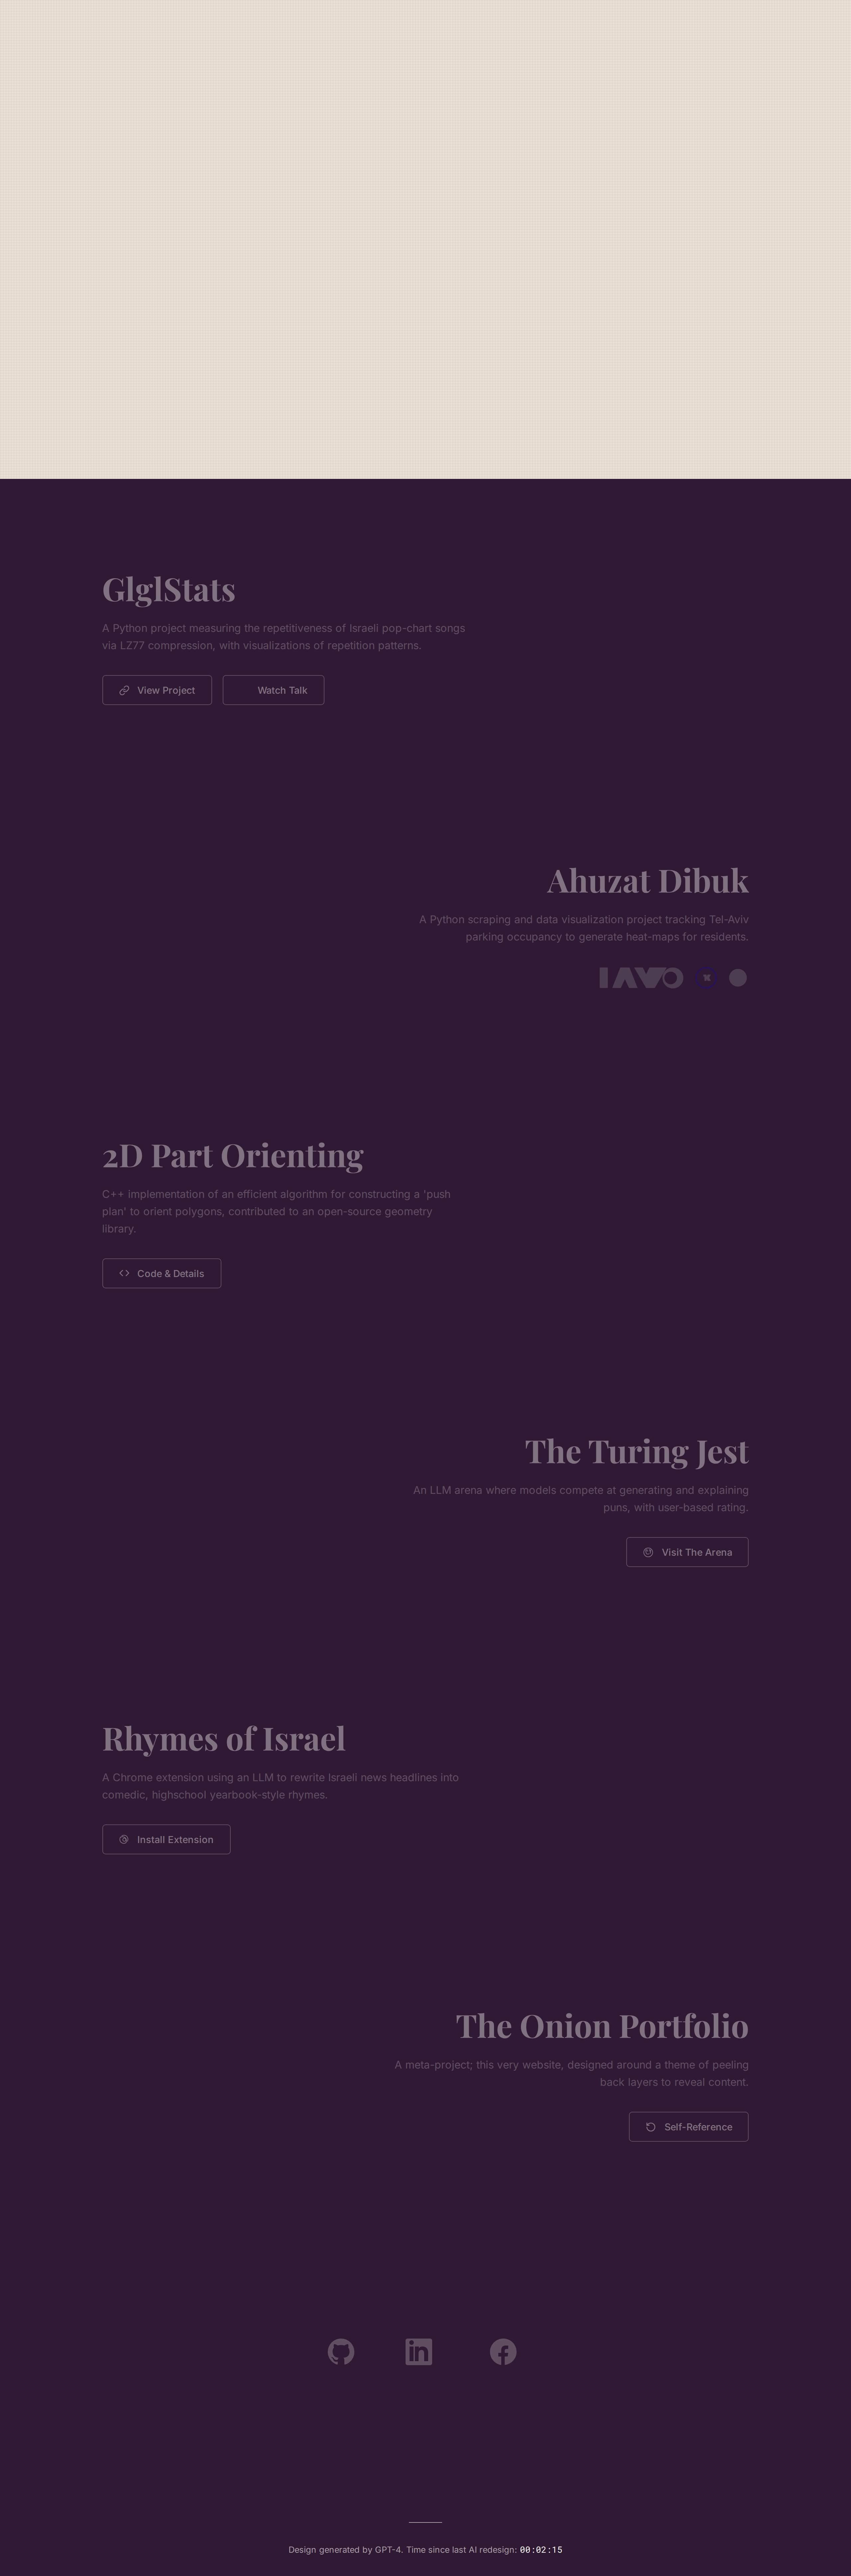 GlglStats
A Python project measuring the repetitiveness of Israeli pop-chart songs
via LZ77 compression, with visualizations of repetition patterns.
View Project
Watch Talk
Ahuzat Dibuk
A Python scraping and data visualization project tracking Tel-Aviv
parking occupancy to generate heat-maps for residents.
2D Part Orienting
C++ implementation of an efficient algorithm for constructing a 'push
plan' to orient polygons, contributed to an open-source geometry
library.
Code & Details
The Turing Jest
An LLM arena where models compete at generating and explaining
puns, with user-based rating.
Visit The Arena
Rhymes of Israel
A Chrome extension using an LLM to rewrite Israeli news headlines into
comedic, highschool yearbook-style rhymes.
Install Extension
The Onion Portfolio
A meta-project; this very website, designed around a theme of peeling
back layers to reveal content.
Self-Reference
Design generated by GPT-4. Time since last AI redesign: 00:02:15